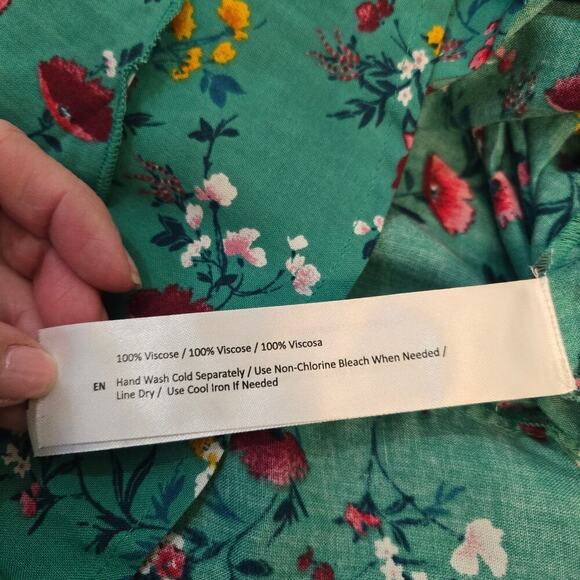 100% Viscose / 100% Viscose / 100% Viscosa
EN Hand Wash Cold Separately / Use Non-Chlorine Bleach When Needed /
Line Dry / Use Cool Iron If Needed